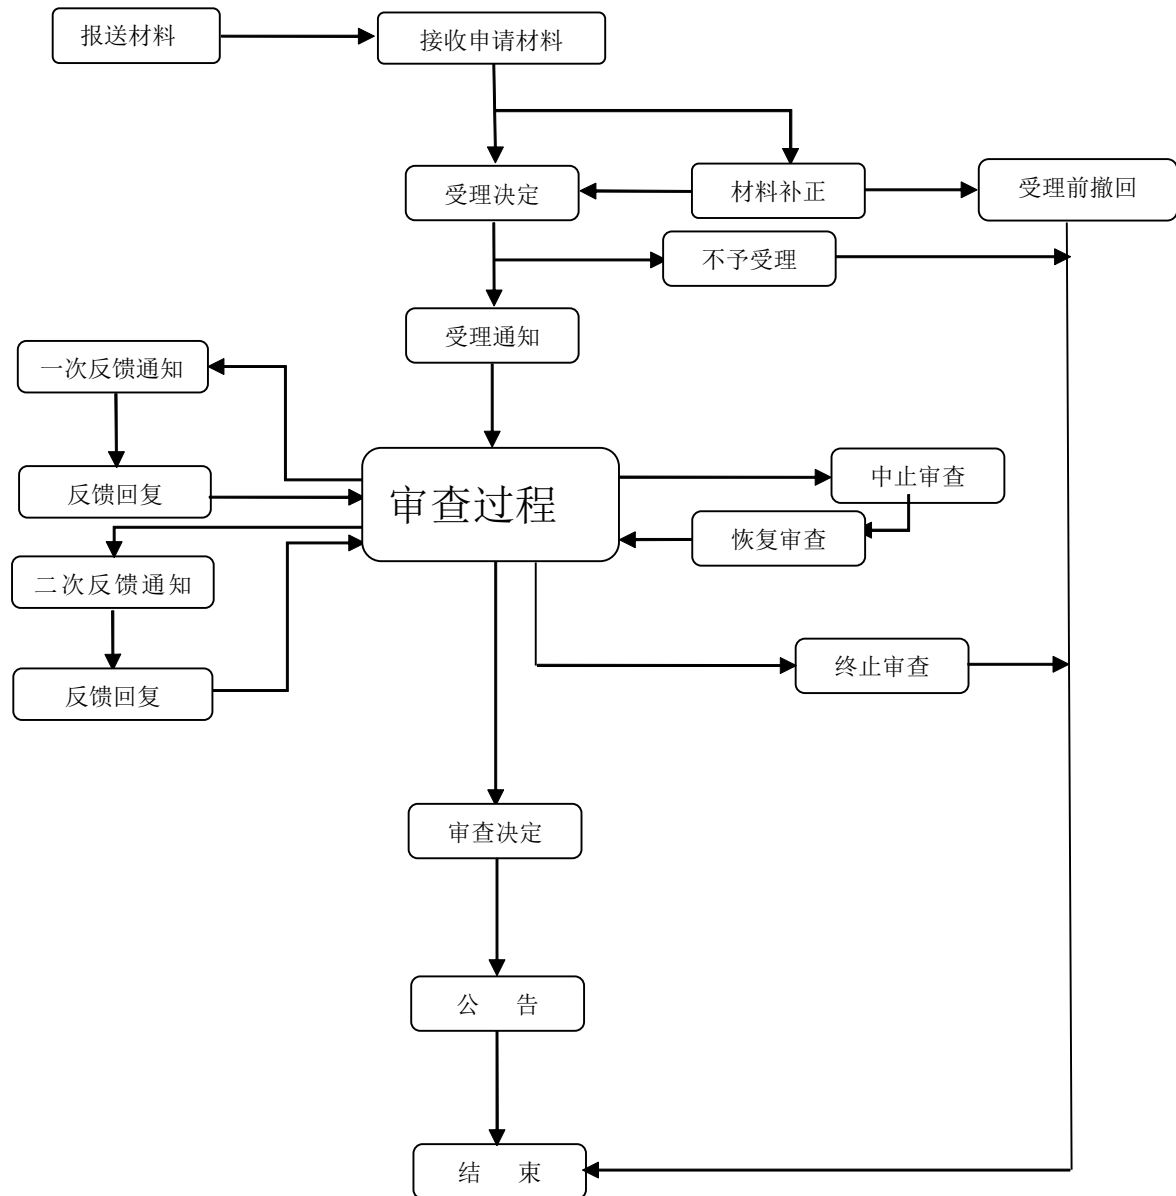 报送材料
接收申请材料
受理决定
材料补正
受理前撤回
不予受理
受理通知
一次反馈通知
反馈回复
审查过程
中止审查
恢复审查
二次反馈通知
反馈回复
终止审查
审查决定
公 告
结 束